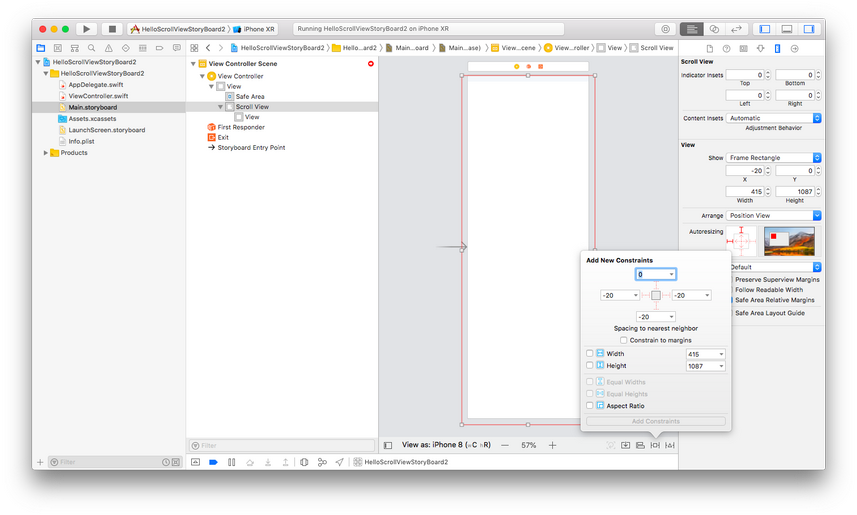 HelloScrollViewStoryBoard2 iPhone XR
Running HelloScrollViewStoryBoard2 on iPhone XR
HelloScrollViewStoryBoard2
HelloScrollViewStoryBoard2
AppDelegate.swift
ViewController.swift
Main.storyboard
Assets.xcassets
LaunchScreen.storyboard
Info.plist
Products
Filter
HelloScrollViewStoryBoard2 Hello...ard2 Main....oard Main...ase) View...cene View...roller View Scroll View
View Controller Scene
View Controller
View
Safe Area
Scroll View
View
First Responder
Exit
Storyboard Entry Point
Filter
View as: iPhone 8 (wC hR) 57%
HelloScrollViewStoryBoard2
Add New Constraints
0
-20 -20
-20
Spacing to nearest neighbor
Constrain to margins
Width 415
Height 1087
Equal Widths
Equal Heights
Aspect Ratio
Add Constraints
Scroll View
Indicator Insets 0 0
Top Bottom
0 0
Left Right
Content Insets Automatic
Adjustment Behavior
View
Show Frame Rectangle
-20 0
X Y
415 1087
Width Height
Arrange Position View
Autoresizing
Default
Preserve Superview Margins
Follow Readable Width
Safe Area Relative Margins
Safe Area Layout Guide